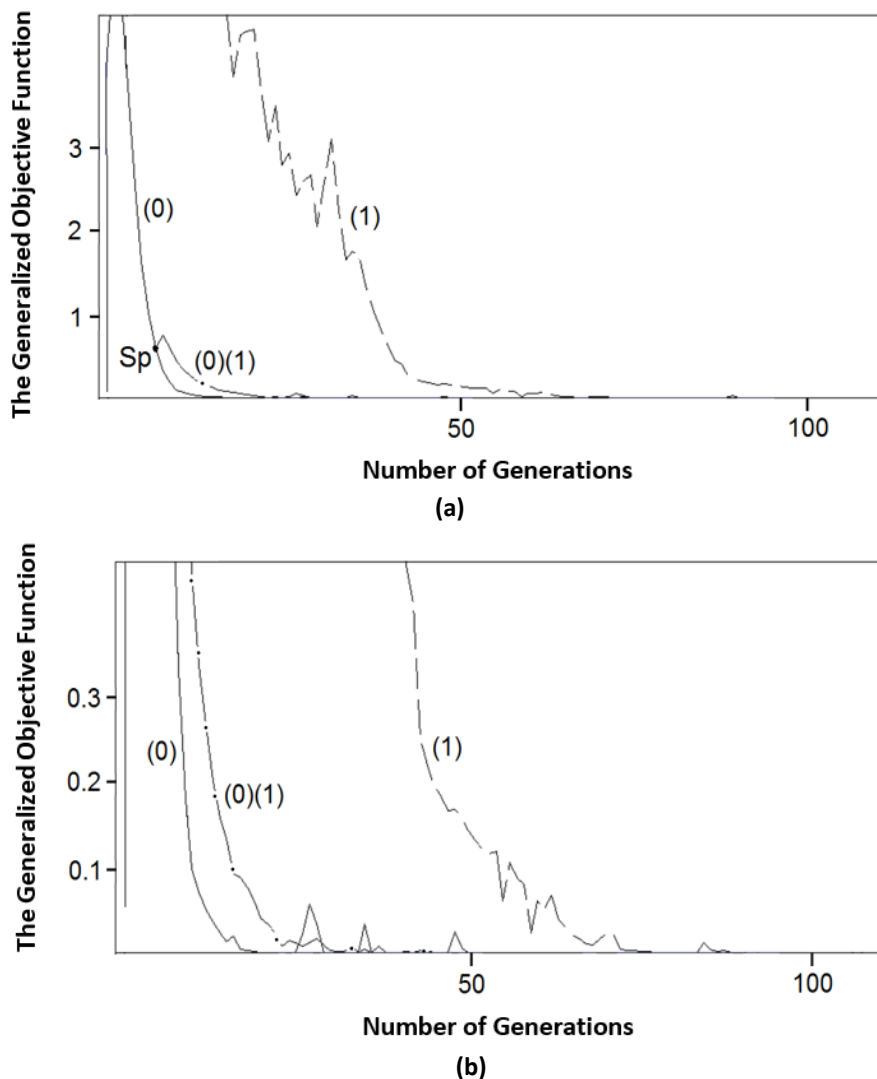 The Generalized Objective Function
3
2
1
(0)
(1)
Sp
(0)(1)
50
100
Number of Generations
(a)
The Generalized Objective Function
0.3
0.2
0.1
(0)
(0)(1)
(1)
50
100
Number of Generations
(b)